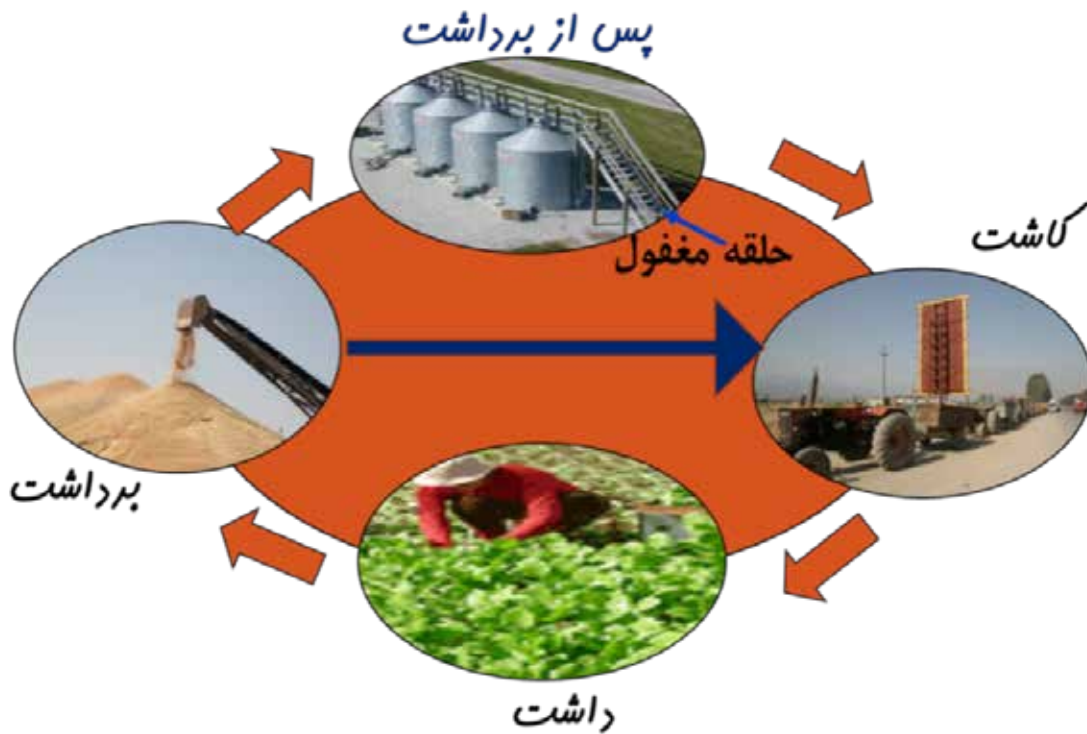 پس از برداشت
کاشت
حلقه مغفول
برداشت
داشت